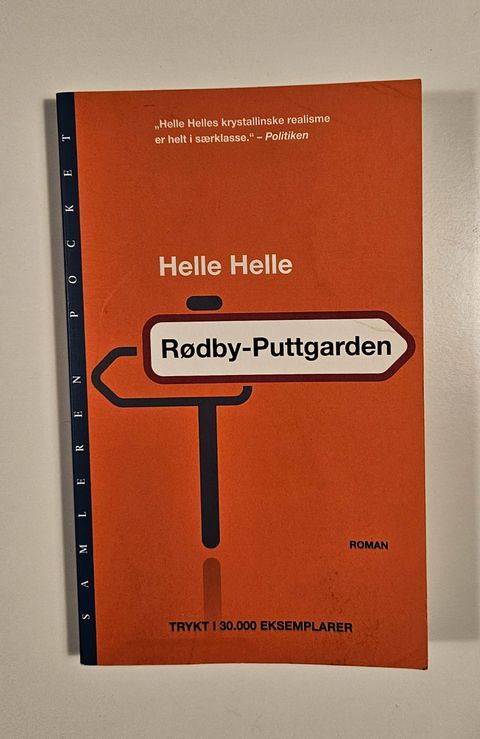 „Helle Helles krystallinske realisme
er helt i særklasse.“ – Politiken
Helle Helle
Rødby-Puttgarden
ROMAN
TRYKT I 30.000 EKSEMPLARER
SAMLEREN POCKET